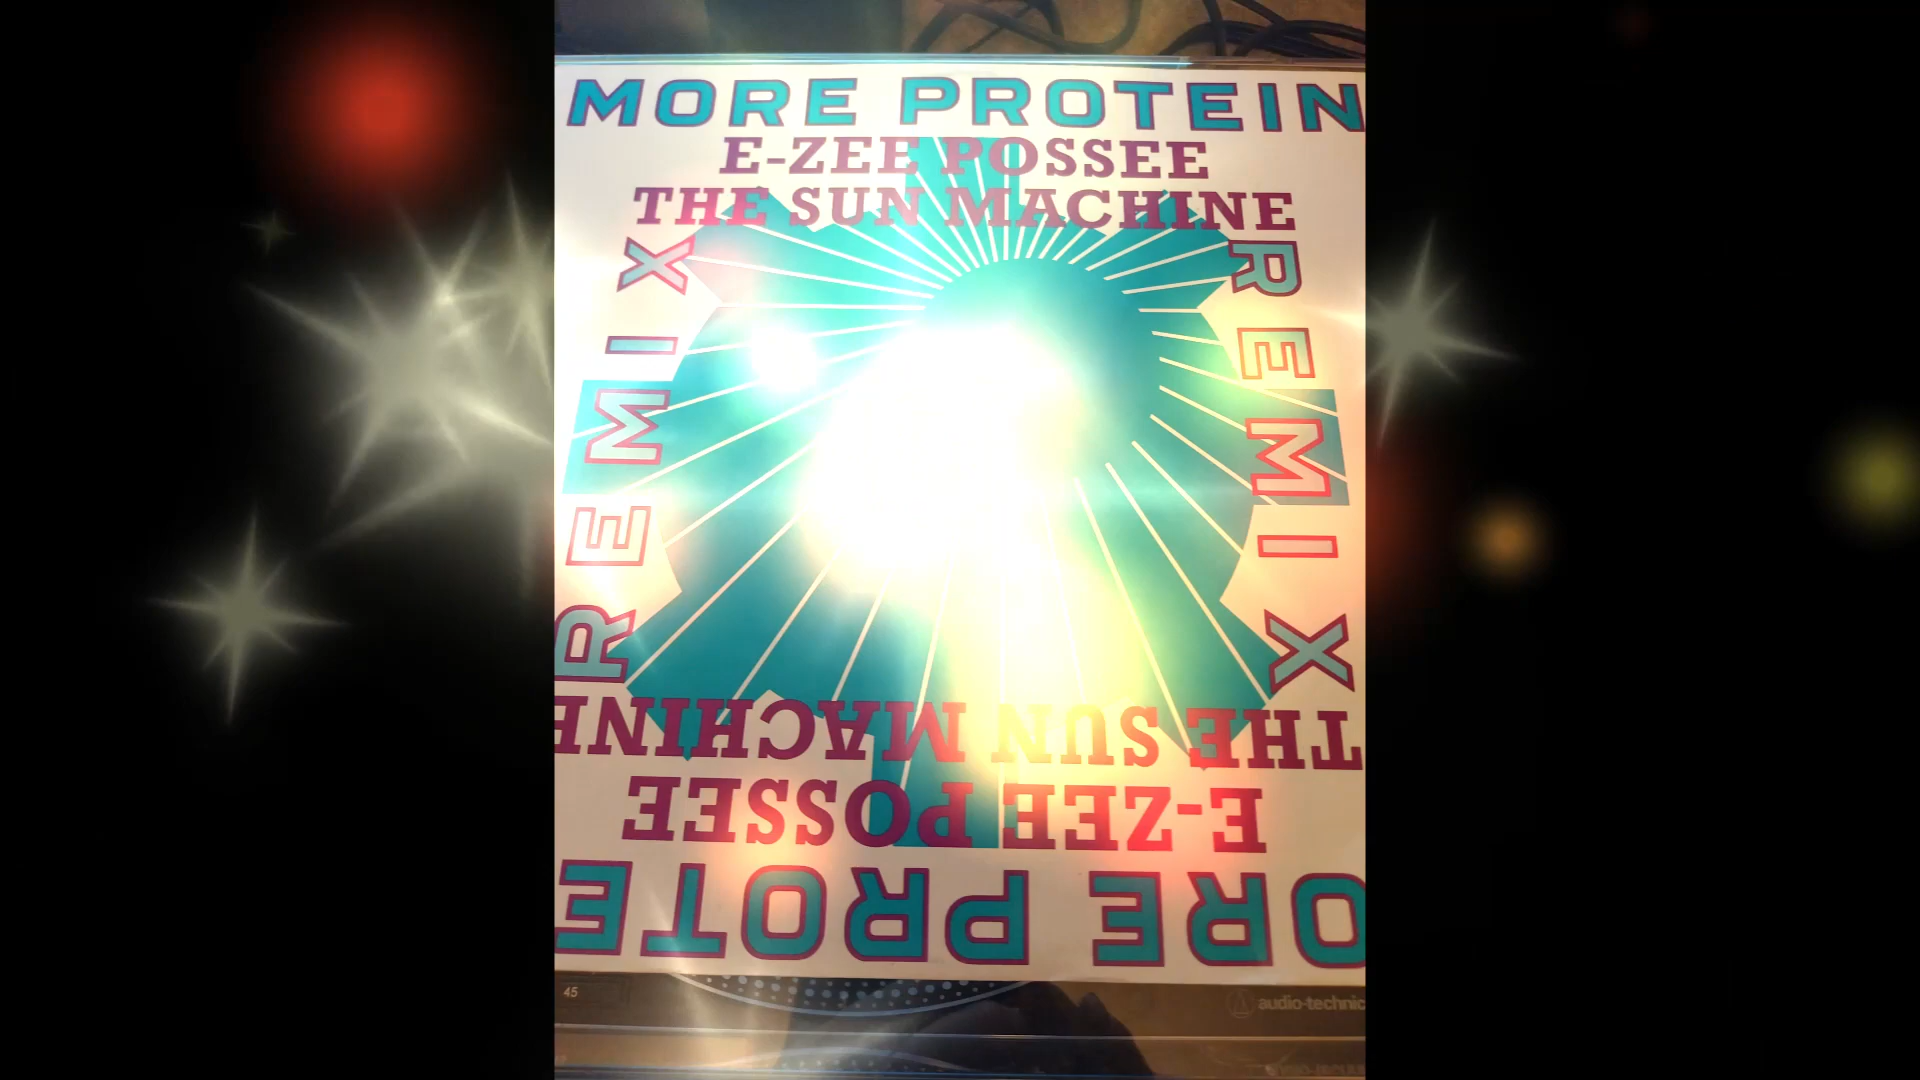 MORE PROTEIN
E-ZEE POSSEE
THE SUN MACHINE
REMIX
REMIX
THE SUN MACHINE
E-ZEE POSSEE
ORE PROTE
45
audio-technic